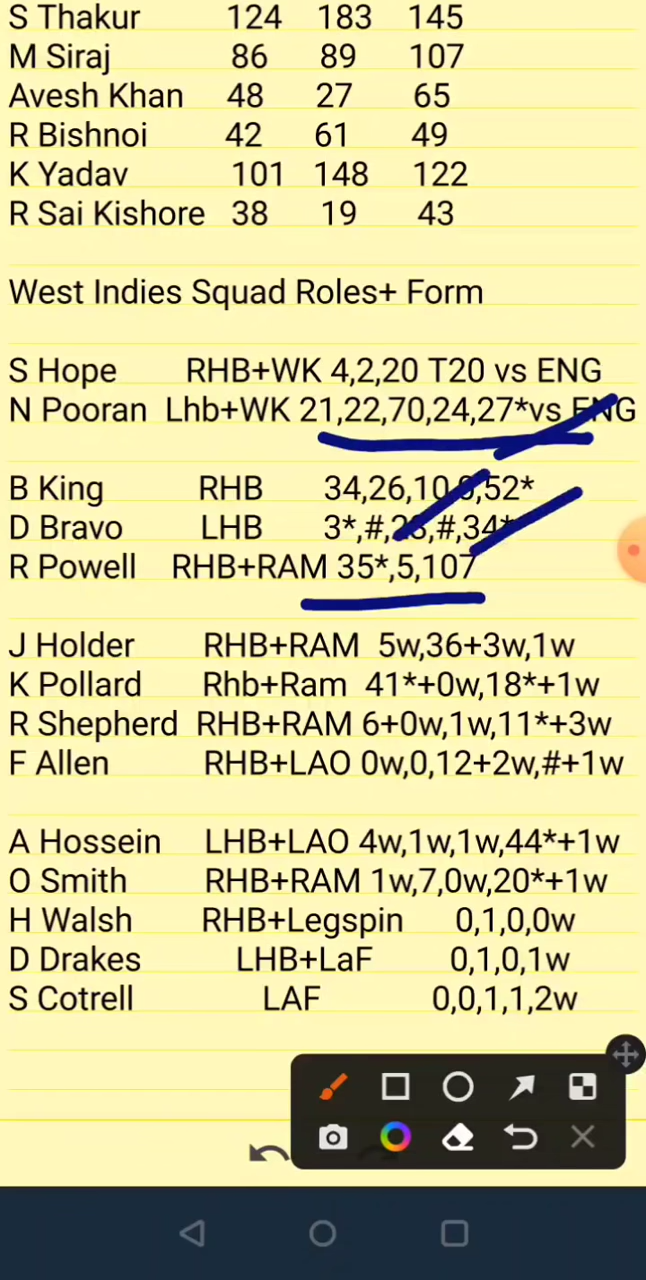 S Thakur 124 183 145
M Siraj 86 89 107
Avesh Khan 48 27 65
R Bishnoi 42 61 49
K Yadav 101 148 122
R Sai Kishore 38 19 43
West Indies Squad Roles+ Form
S Hope RHB+WK 4,2,20 T20 vs ENG
N Pooran Lhb+WK 21,22,70,24,27*vs ENG
B King RHB 34,26,10, ,52*
D Bravo LHB 3*,#, ,#,34*
R Powell RHB+RAM 35*,5,107
J Holder RHB+RAM 5w,36+3w,1w
K Pollard Rhb+Ram 41*+0w,18*+1w
R Shepherd RHB+RAM 6+0w,1w,11*+3w
F Allen RHB+LAO 0w,0,12+2w,#+1w
A Hossein LHB+LAO 4w,1w,1w,44*+1w
O Smith RHB+RAM 1w,7,0w,20*+1w
H Walsh RHB+Legspin 0,1,0,0w
D Drakes LHB+LaF 0,1,0,1w
S Cotrell LAF 0,0,1,1,2w